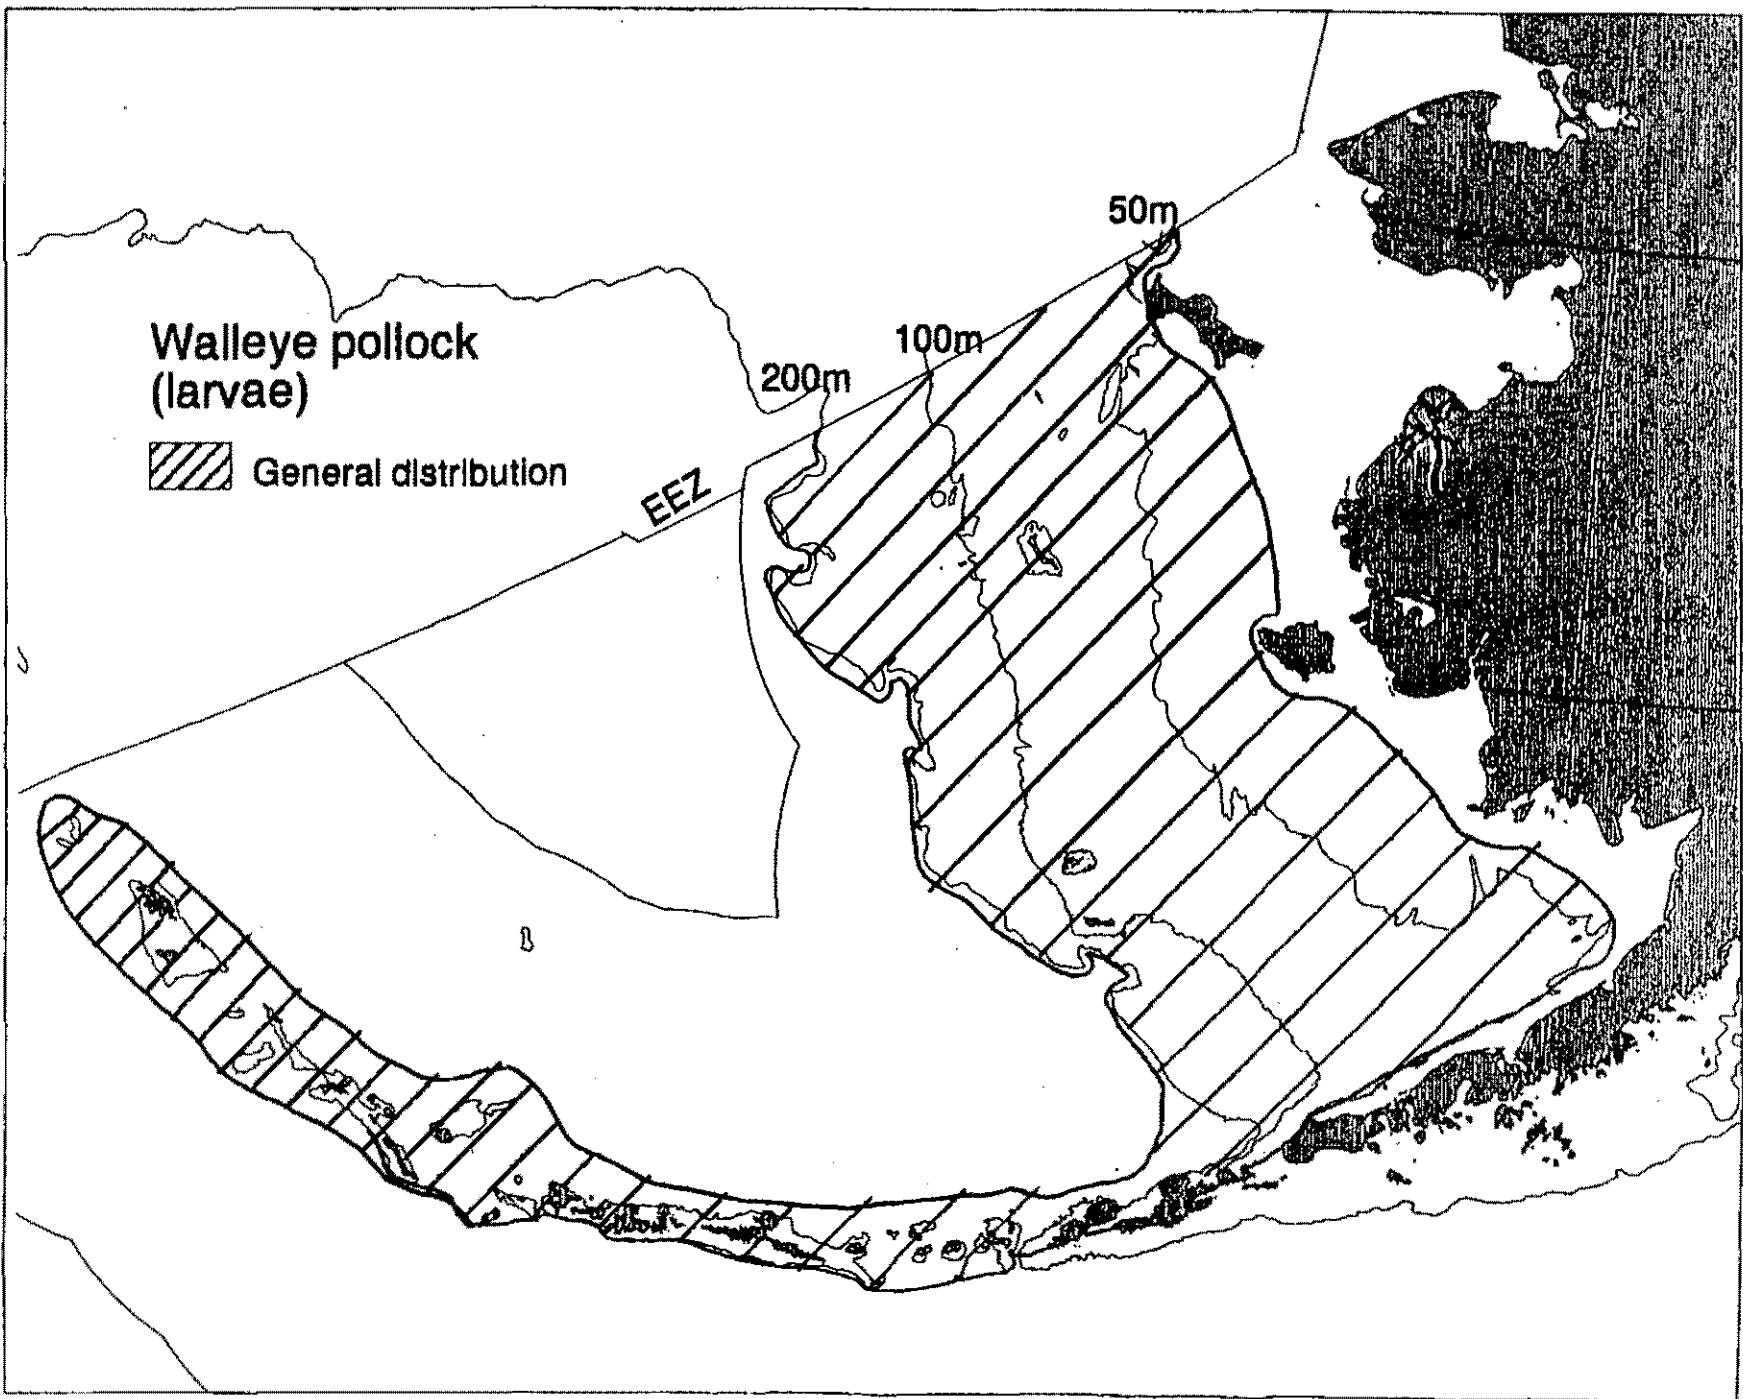 50m
100m
200m
Walleye pollock
(larvae)
General distribution
EEZ